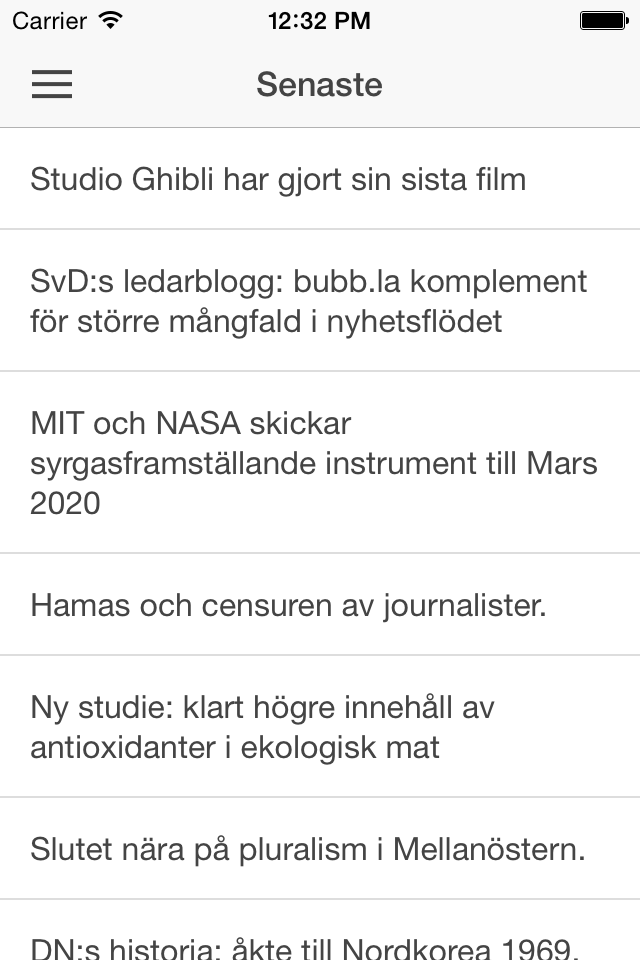 Carrier 12:32 PM
Senaste
Studio Ghibli har gjort sin sista film
SvD:s ledarblogg: bubb.la komplement
för större mångfald i nyhetsflödet
MIT och NASA skickar
syrgasframställande instrument till Mars
2020
Hamas och censuren av journalister.
Ny studie: klart högre innehåll av
antioxidanter i ekologisk mat
Slutet nära på pluralism i Mellanöstern.
DN:s historia: åkte till Nordkorea 1969.